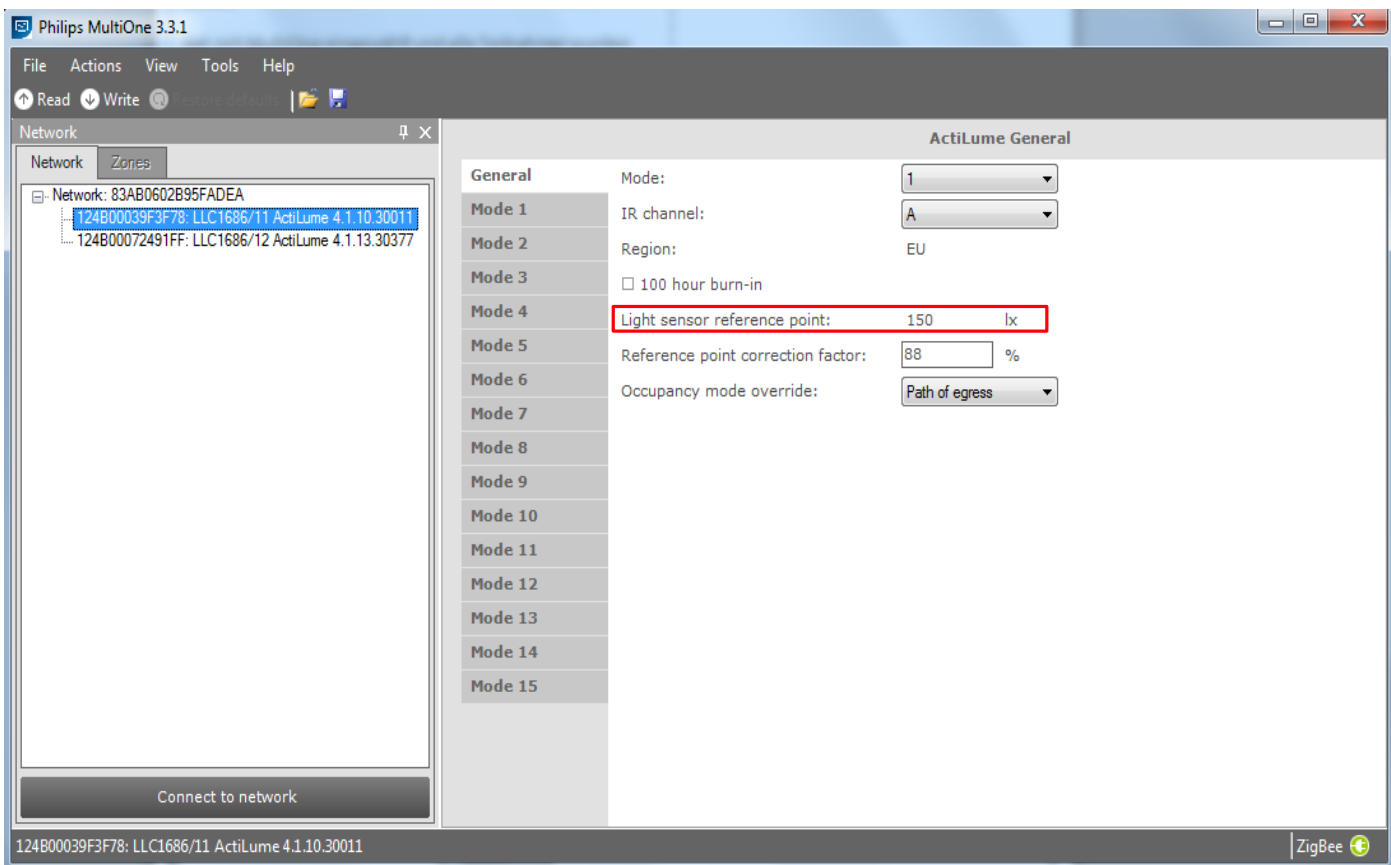 Philips MultiOne 3.3.1
File Actions View Tools Help
Read Write Restore defaults
Network
Network Zones
Network: 83AB0602B95FADEA
124B00039F3F78: LLC1686/11 ActiLume 4.1.10.30011
124B00072491FF: LLC1686/12 ActiLume 4.1.13.30377
Connect to network
ActiLume General
General
Mode 1
Mode 2
Mode 3
Mode 4
Mode 5
Mode 6
Mode 7
Mode 8
Mode 9
Mode 10
Mode 11
Mode 12
Mode 13
Mode 14
Mode 15
Mode: 1
IR channel: A
Region: EU
100 hour burn-in
Light sensor reference point: 150 lx
Reference point correction factor: 88 %
Occupancy mode override: Path of egress
124B00039F3F78: LLC1686/11 ActiLume 4.1.10.30011
ZigBee